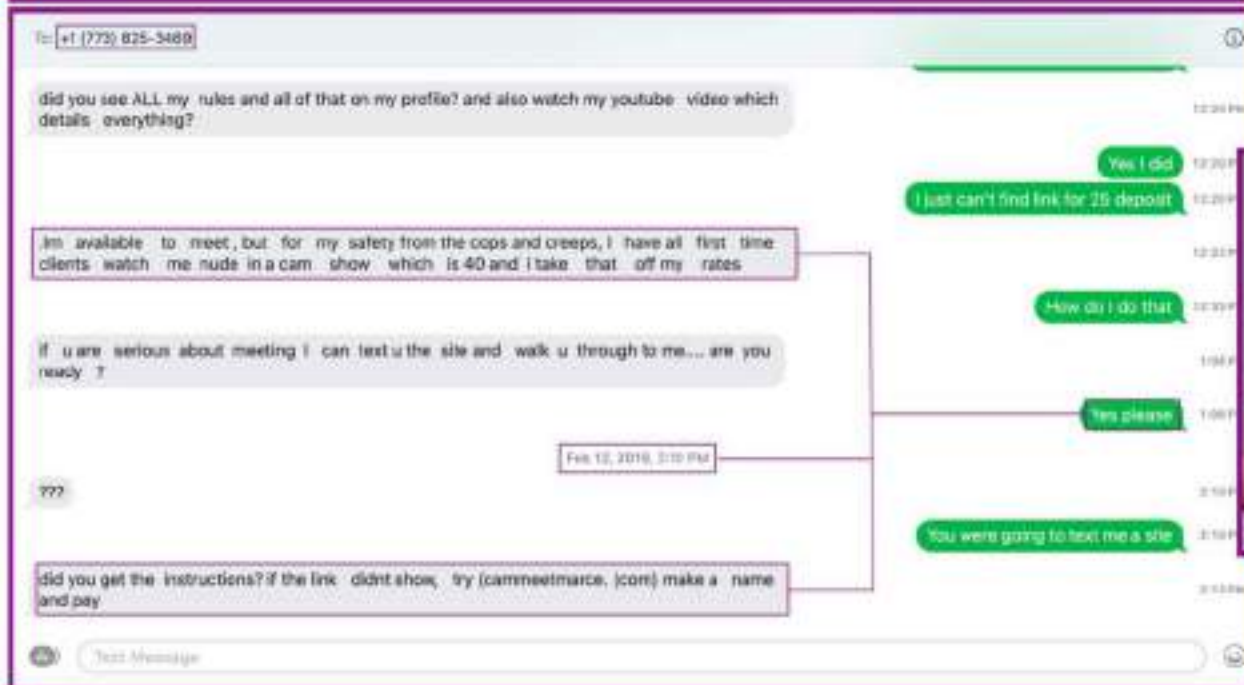 To: +1 (773) 825-3469
did you see ALL my rules and all of that on my profile? and also watch my youtube video which
details everything?
Yes I did
I just can't find link for 25 deposit
.Im available to meet, but for my safety from the cops and creeps, I have all first time
clients watch me nude in a cam show which is 40 and i take that off my rates
How do I do that
if u are serious about meeting I can text u the site and walk u through to me.... are you
ready ?
Yes please
Feb 12, 2019, 2:10 PM
???
You were going to text me a site
did you get the instructions? if the link didnt show, try (cammeetmarce. |com) make a name
and pay
Text Message